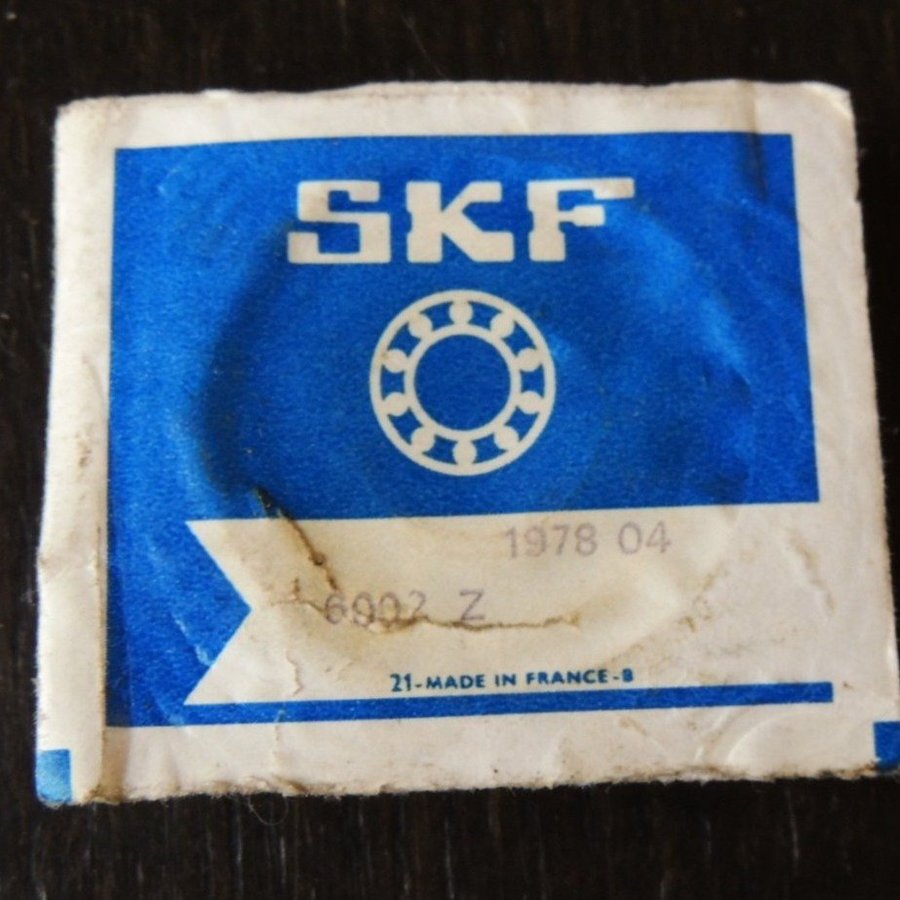 SKF
1978 04
6002 Z
21-MADE IN FRANCE-B